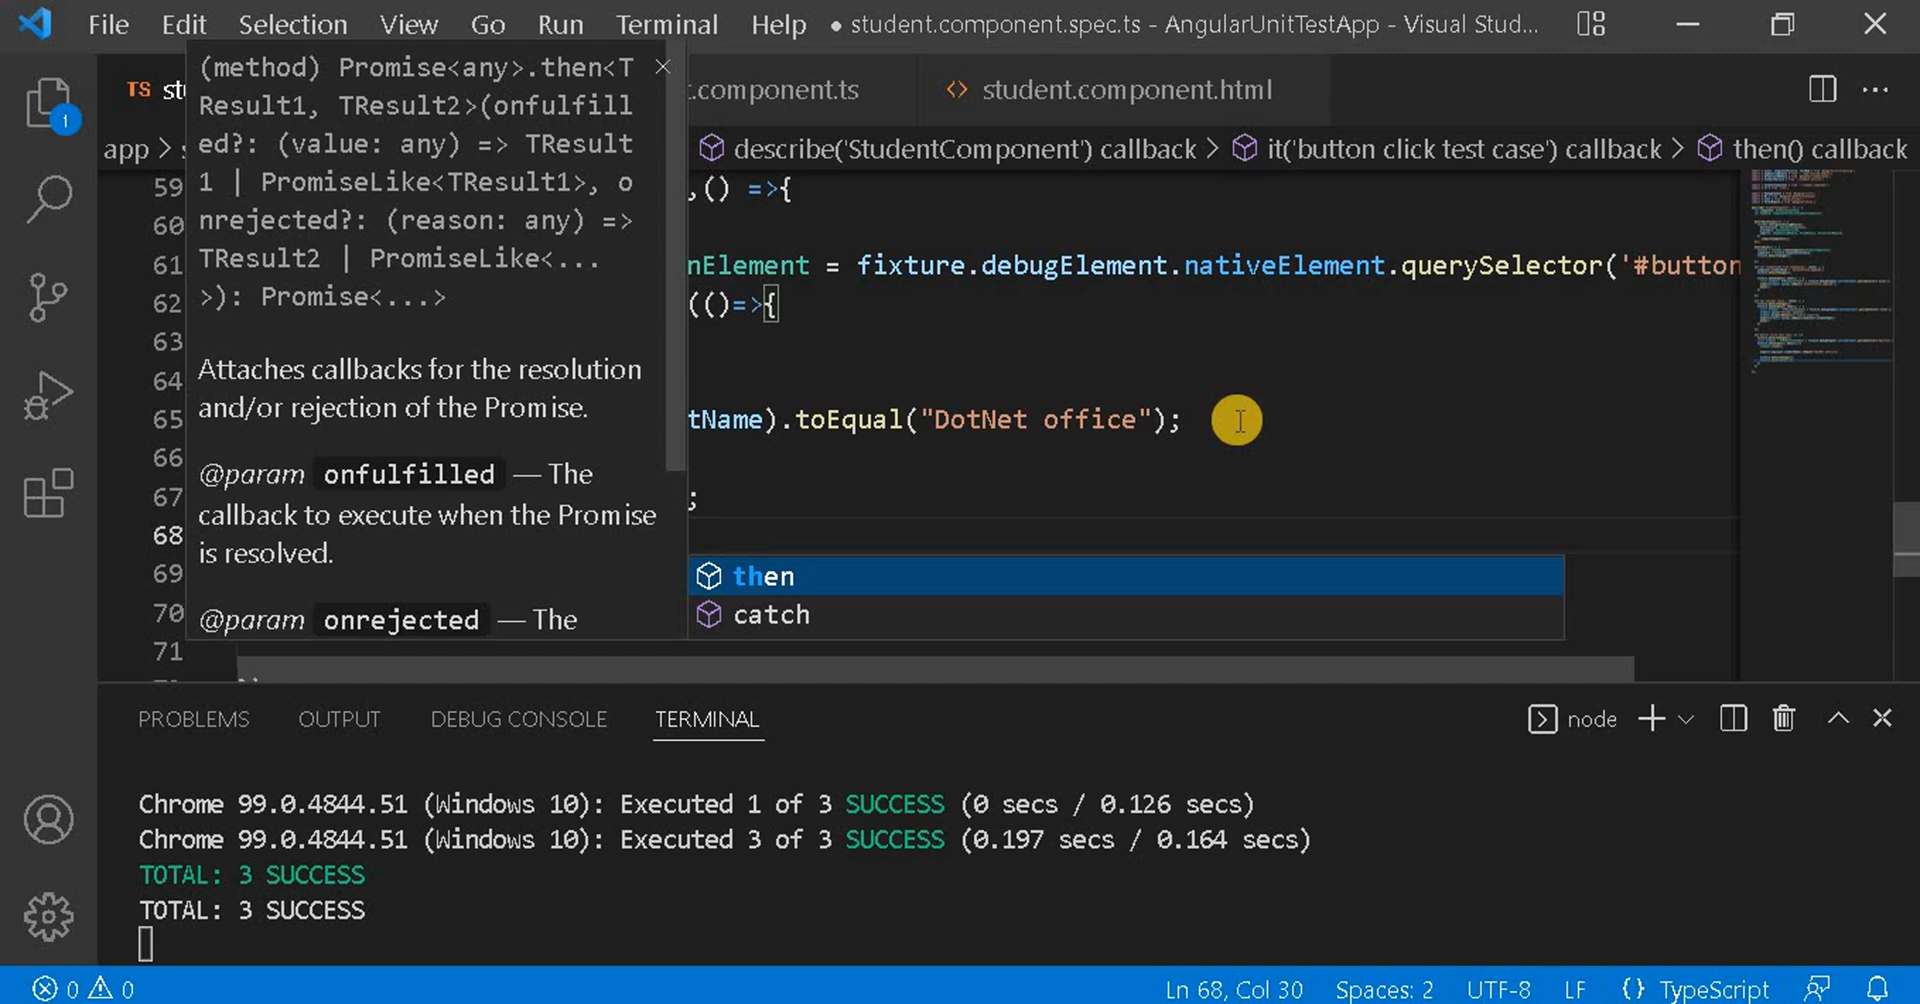 File Edit Selection View Go Run Terminal Help ● student.component.spec.ts - AngularUnitTestApp - Visual Stud...
TS st
.component.ts
<> student.component.html
app > s
describe('StudentComponent') callback > it('button click test case') callback > then() callback
(method) Promise<any>.then<T
Result1, TResult2>(onfulfill
ed?: (value: any) => TResult
1 | PromiseLike<TResult1>, o
nrejected?: (reason: any) =>
TResult2 | PromiseLike<...
>): Promise<...>
Attaches callbacks for the resolution
and/or rejection of the Promise.
@param onfulfilled — The
callback to execute when the Promise
is resolved.
@param onrejected — The
59 ,() =>{
60
61 nElement = fixture.debugElement.nativeElement.querySelector('#button
62 (()=>{
63
64
65 tName).toEqual("DotNet office");
66
67 ;
68
69
70
71
then
catch
1
PROBLEMS OUTPUT DEBUG CONSOLE TERMINAL
node
Chrome 99.0.4844.51 (Windows 10): Executed 1 of 3 SUCCESS (0 secs / 0.126 secs)
Chrome 99.0.4844.51 (Windows 10): Executed 3 of 3 SUCCESS (0.197 secs / 0.164 secs)
TOTAL: 3 SUCCESS
TOTAL: 3 SUCCESS
0 0
Ln 68, Col 30 Spaces: 2 UTF-8 LF {} TypeScript